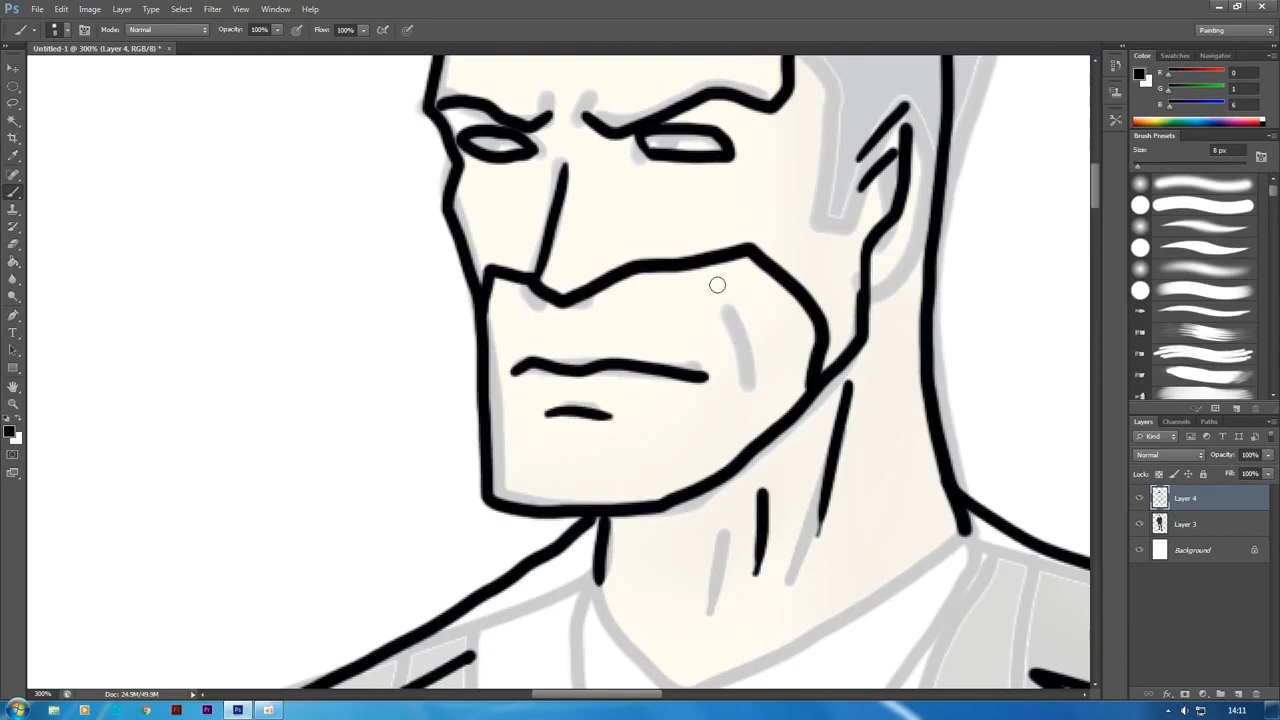 Ps File Edit Image Layer Type Select Filter View Window Help
Mode: Normal Opacity: 100% Flow: 100% Painting
Untitled-1 @ 300% (Layer 4, RGB/8) * ×
Color Swatches Navigator
R 0
G 1
B 6
Brush Presets
Size: 8 px
Layers Channels Paths
Kind
Normal Opacity: 100%
Lock: Fill: 100%
Layer 4
Layer 3
Background
300% Doc: 24.9M/49.9M
14:11